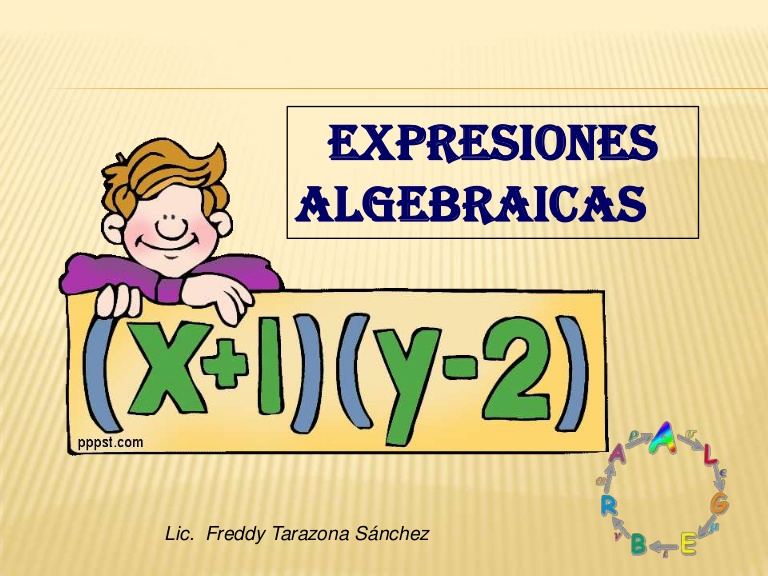 EXPRESIONES
ALGEBRAICAS
(x+1)(y-2)
pppst.com
A L G E B R A
Lic. Freddy Tarazona Sánchez